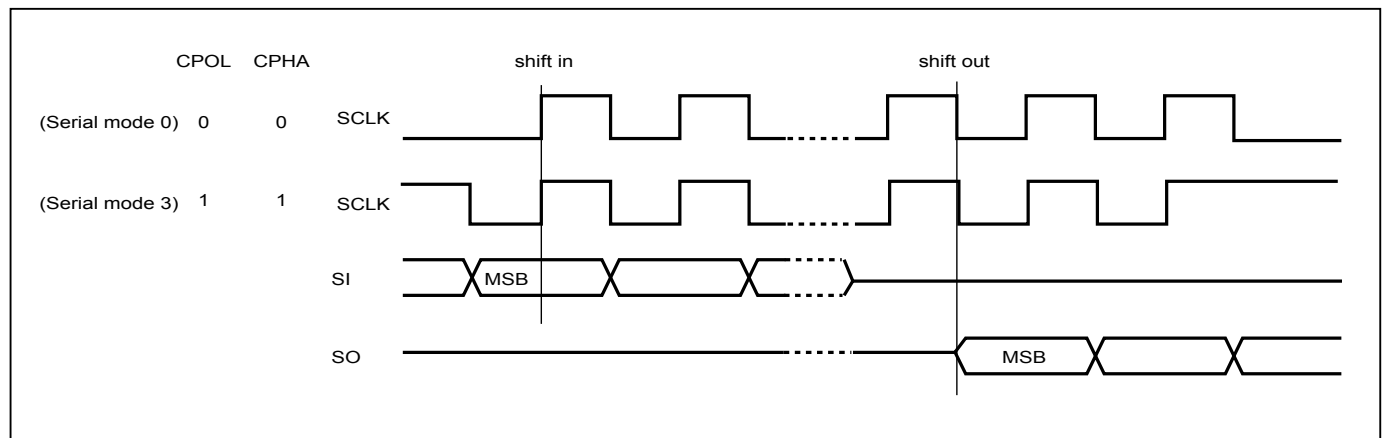 CPOL CPHA shift in shift out
(Serial mode 0) 0 0 SCLK
(Serial mode 3) 1 1 SCLK
SI MSB
SO MSB